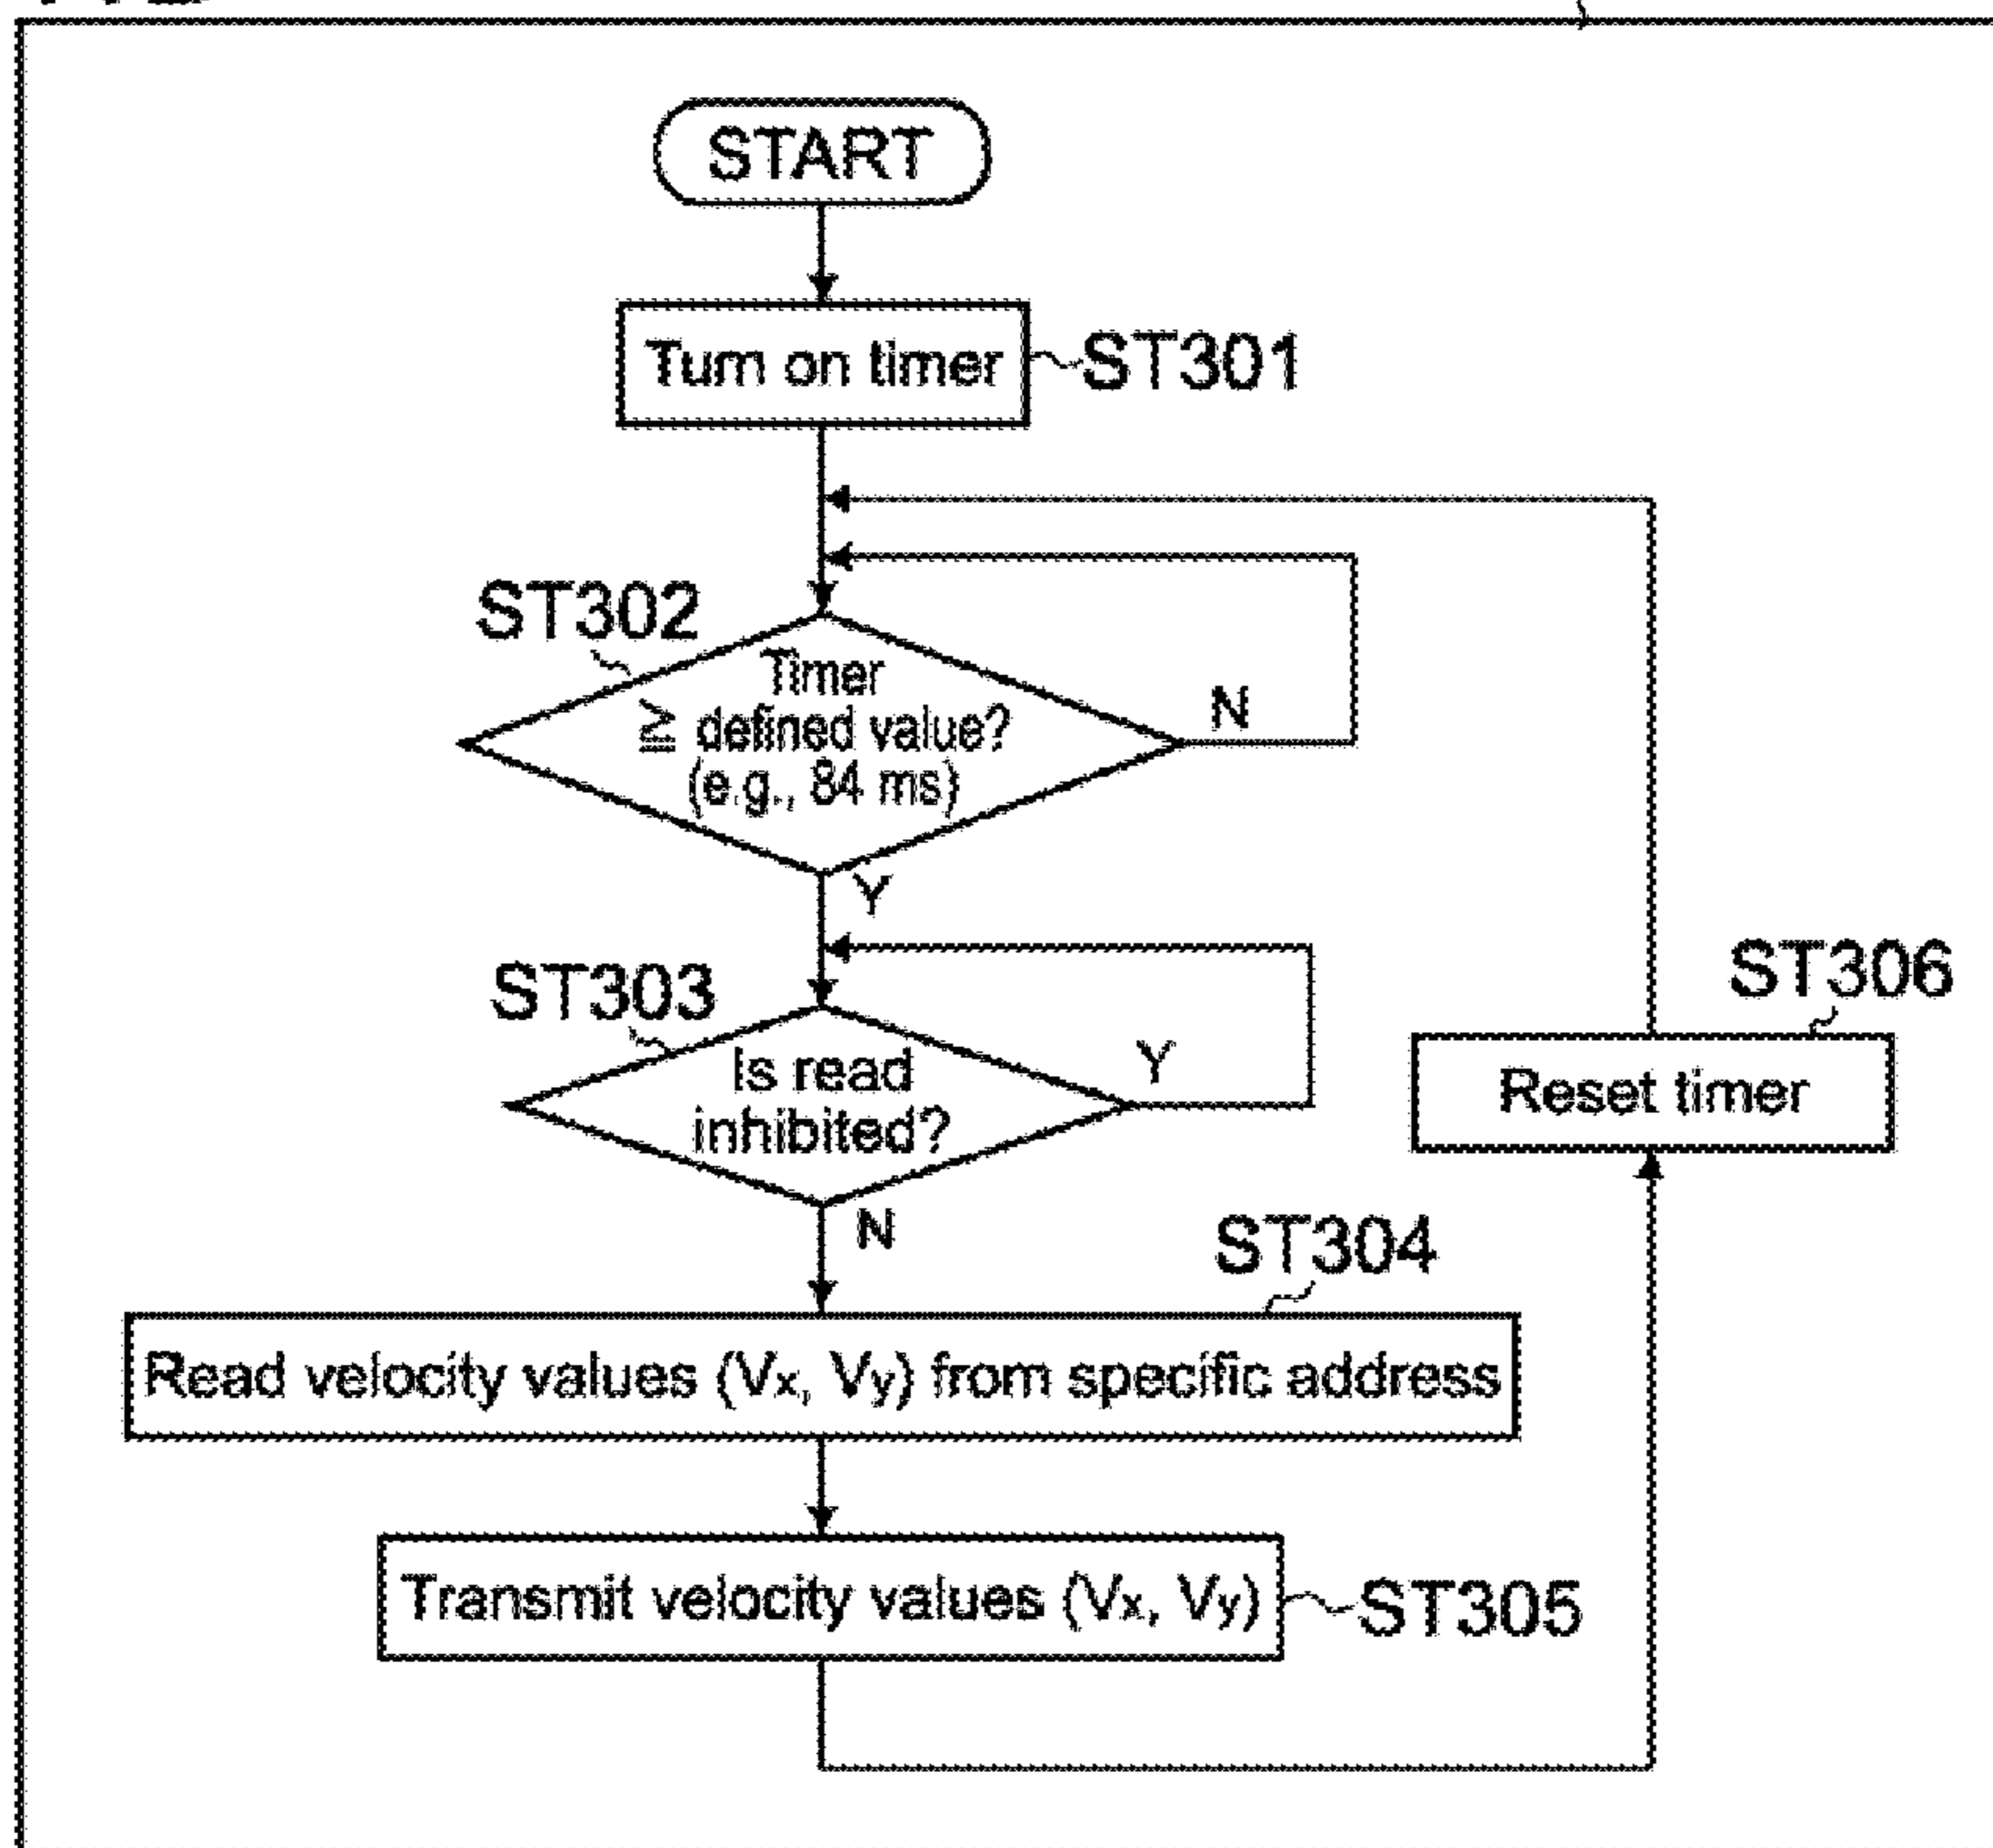 START
Turn on timer
ST301
ST302
Timer
≧ defined value?
(e.g., 84 ms)
N
Y
ST303
Is read
inhibited?
Y
N
ST306
Reset timer
ST304
Read velocity values (Vx, Vy) from specific address
Transmit velocity values (Vx, Vy)
ST305